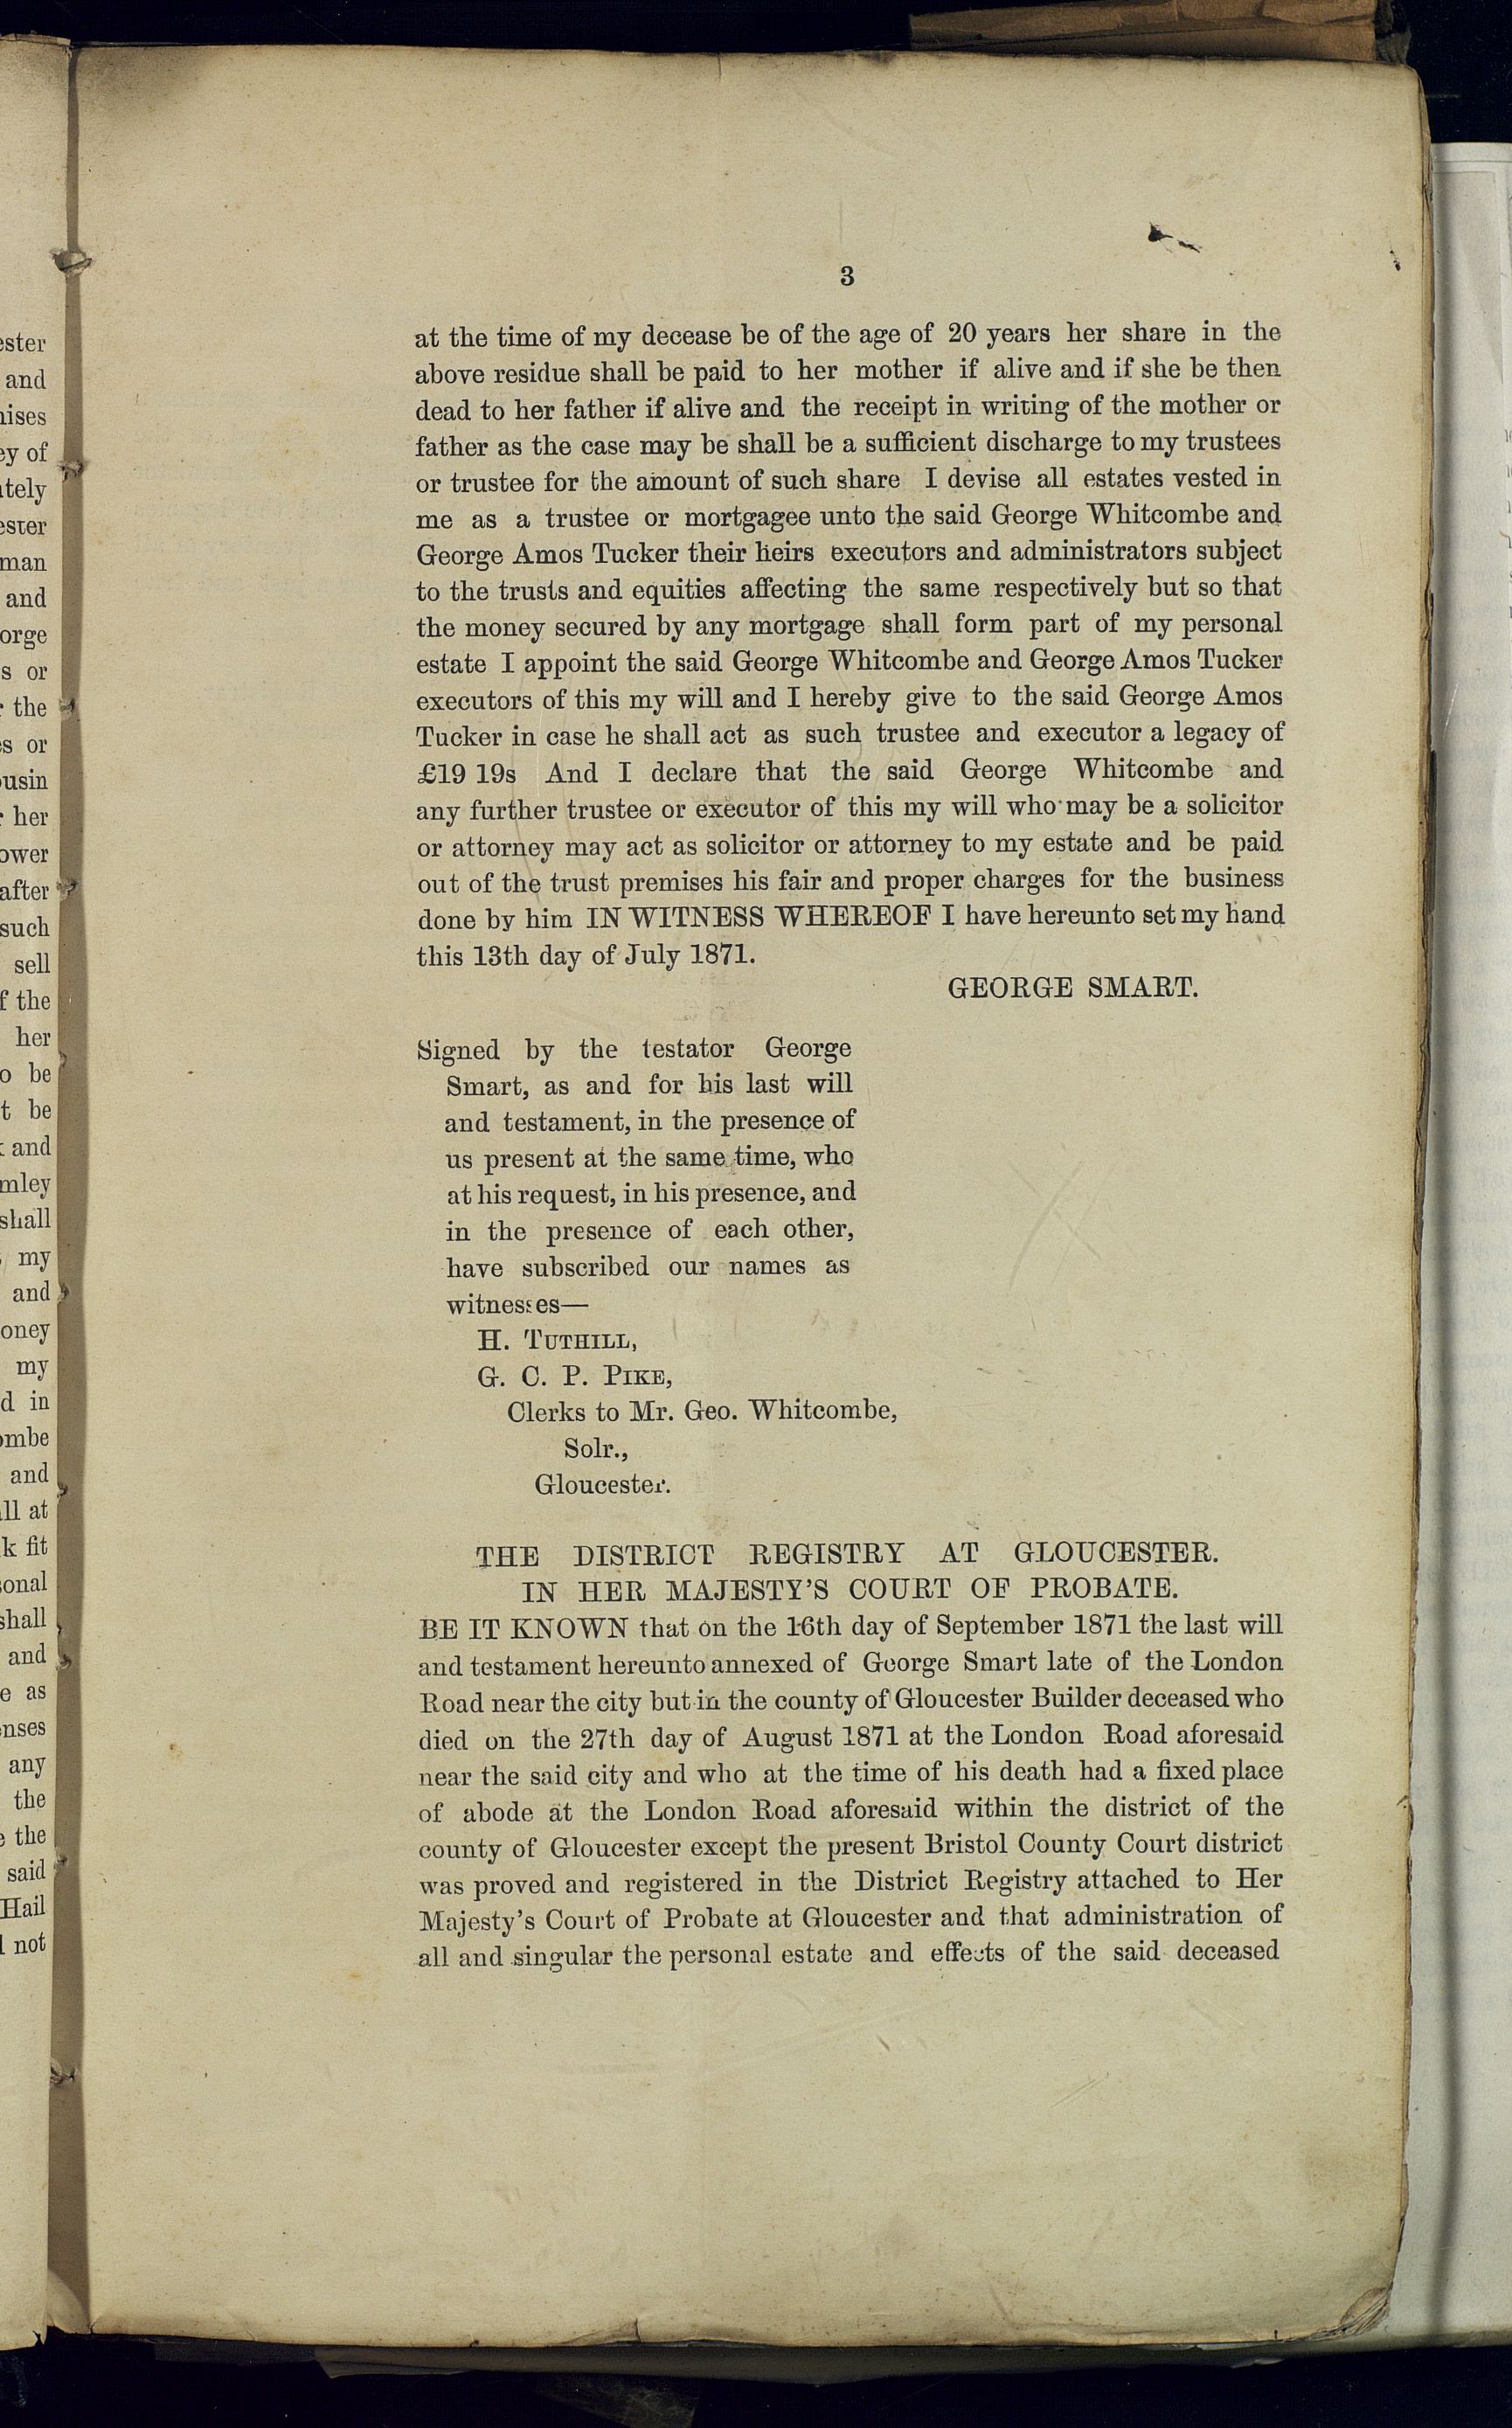 3
at the time of my decease be of the age of 20 years her share in the
above residue shall be paid to her mother if alive and if she be then
dead to her father if alive and the receipt in writing of the mother or
father as the case may be shall be a sufficient discharge to my trustees
or trustee for the amount of such share I devise all estates vested in
me as a trustee or mortgagee unto the said George Whitcombe and
George Amos Tucker their heirs executors and administrators subject
to the trusts and equities affecting the same respectively but so that
the money secured by any mortgage shall form part of my personal
estate I appoint the said George Whitcombe and George Amos Tucker
executors of this my will and I hereby give to the said George Amos
Tucker in case he shall act as such trustee and executor a legacy of
£19 19s And I declare that the said George Whitcombe and
any further trustee or executor of this my will who may be a solicitor
or attorney may act as solicitor or attorney to my estate and be paid
out of the trust premises his fair and proper charges for the business
done by him IN WITNESS WHEREOF I have hereunto set my hand
this 13th day of July 1871.
GEORGE SMART.
Signed by the testator George
Smart, as and for his last will
and testament, in the presence of
us present at the same time, who
at his request, in his presence, and
in the presence of each other,
have subscribed our names as
witnesses—
H. TUTHILL,
G. C. P. PIKE,
Clerks to Mr. Geo. Whitcombe,
Solr.,
Gloucester.
THE DISTRICT REGISTRY AT GLOUCESTER.
IN HER MAJESTY'S COURT OF PROBATE.
BE IT KNOWN that on the 16th day of September 1871 the last will
and testament hereunto annexed of George Smart late of the London
Road near the city but in the county of Gloucester Builder deceased who
died on the 27th day of August 1871 at the London Road aforesaid
near the said city and who at the time of his death had a fixed place
of abode at the London Road aforesaid within the district of the
county of Gloucester except the present Bristol County Court district
was proved and registered in the District Registry attached to Her
Majesty's Court of Probate at Gloucester and that administration of
all and singular the personal estate and effects of the said deceased